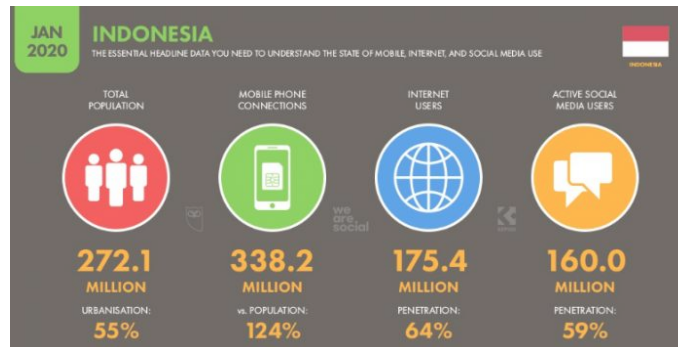 JAN
2020
INDONESIA
THE ESSENTIAL HEADLINE DATA YOU NEED TO UNDERSTAND THE STATE OF MOBILE, INTERNET, AND SOCIAL MEDIA USE
INDONESIA
TOTAL
POPULATION
MOBILE PHONE
CONNECTIONS
INTERNET
USERS
ACTIVE SOCIAL
MEDIA USERS
we
are
social
272.1
MILLION
338.2
MILLION
175.4
MILLION
160.0
MILLION
URBANISATION:
55%
vs. POPULATION:
124%
PENETRATION:
64%
PENETRATION:
59%